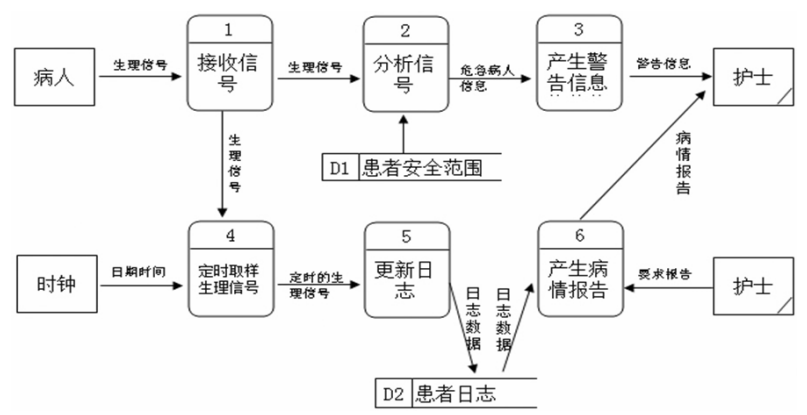 1
2
3
病人
生理信号
接收信
号
生理信号
分析信
号
危急病人
信息
产生警
告信息
警告信息
护士
生理信号
病情报告
D1
患者安全范围
4
5
6
时钟
日期时间
定时取样
生理信号
定时的生
理信号
更新日
志
日志数据
日志数据
产生病
情报告
要求报告
护士
D2
患者日志